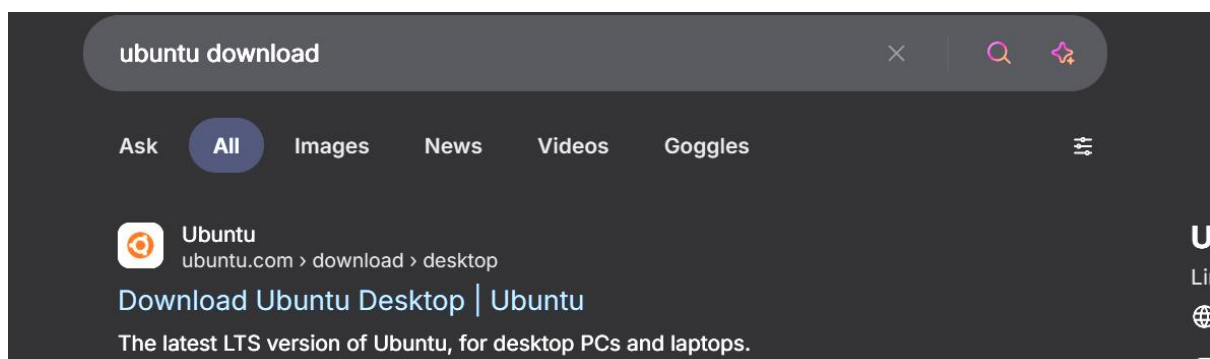 ubuntu download
Ask All Images News Videos Goggles
Ubuntu
ubuntu.com › download › desktop
Download Ubuntu Desktop | Ubuntu
The latest LTS version of Ubuntu, for desktop PCs and laptops.